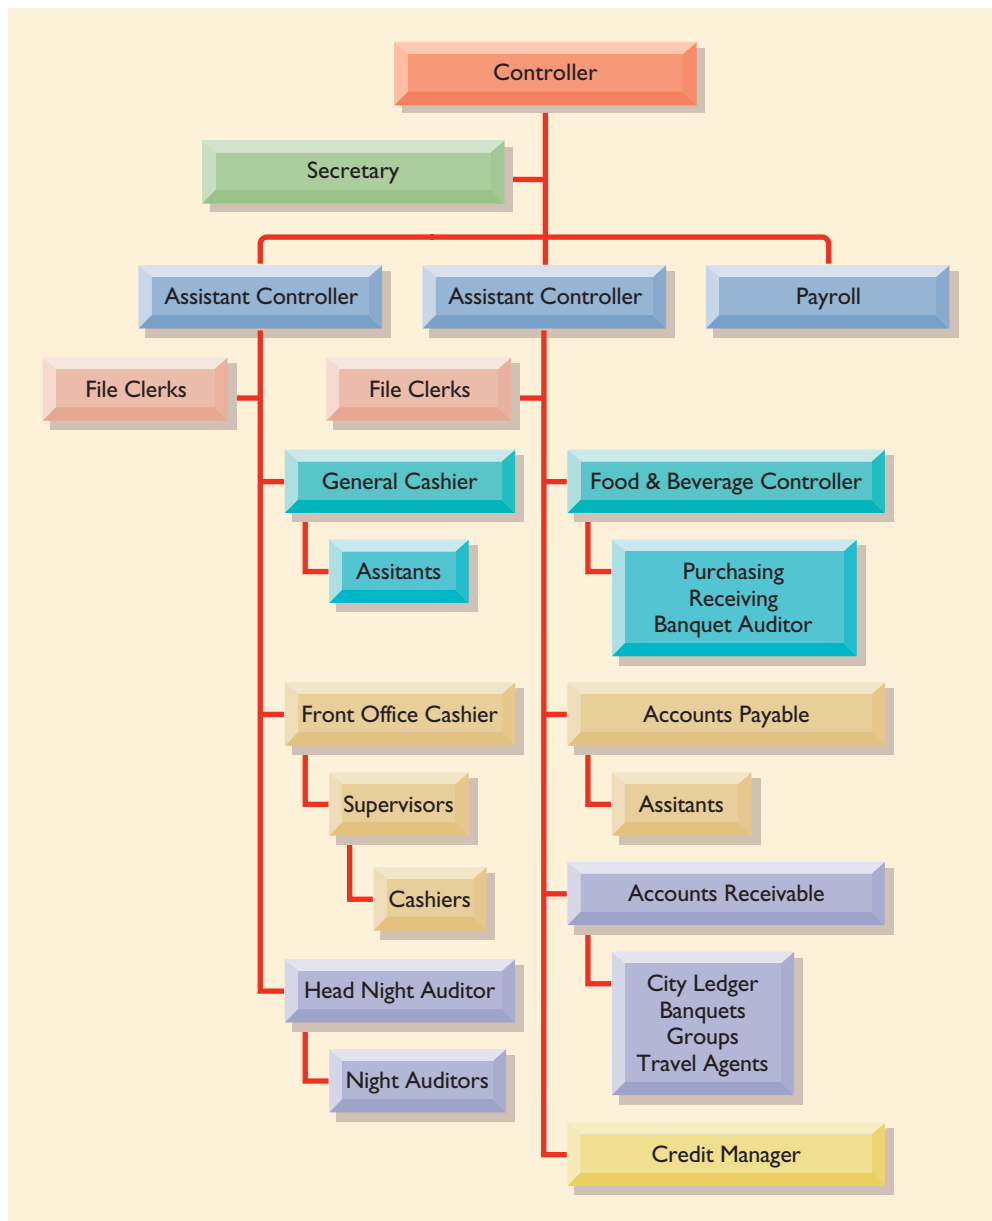 Controller
Secretary
Assistant Controller
Assistant Controller
Payroll
File Clerks
File Clerks
General Cashier
Food & Beverage Controller
Assitants
Purchasing
Receiving
Banquet Auditor
Front Office Cashier
Accounts Payable
Supervisors
Assitants
Cashiers
Accounts Receivable
Head Night Auditor
City Ledger
Banquets
Groups
Travel Agents
Night Auditors
Credit Manager